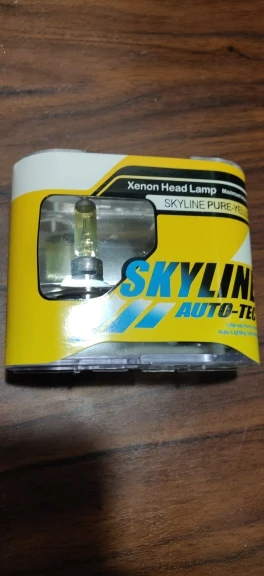 Xenon Head Lamp
SKYLINE PURE-YE
SKYLINE
AUTO-TEC